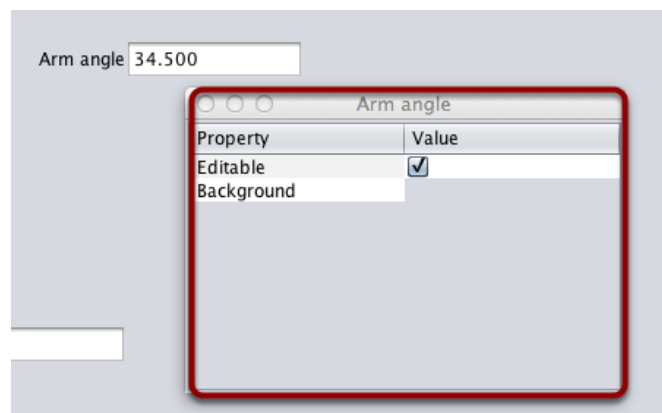 Arm angle 34.500
Arm angle
Property Value
Editable
Background